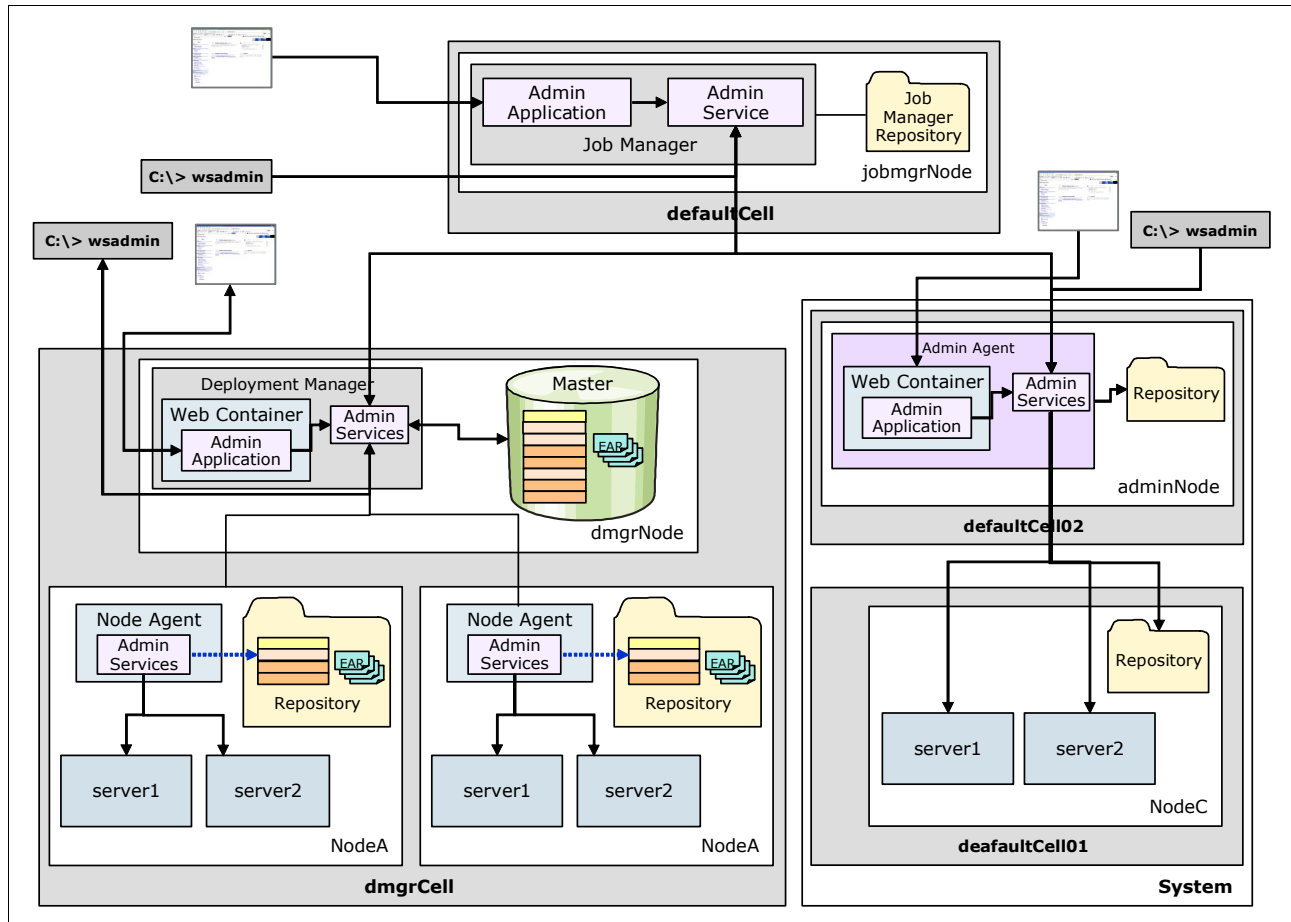 Admin
Application
Admin
Service
Job
Manager
Repository
Job Manager
jobmgrNode
defaultCell
C:\> wsadmin
C:\> wsadmin
C:\> wsadmin
Deployment Manager
Web Container
Admin
Application
Admin
Services
Master
EAR
dmgrNode
Admin Agent
Web Container
Admin
Application
Admin
Services
Repository
adminNode
defaultCell02
Node Agent
Admin
Services
EAR
Repository
server1
server2
NodeA
Node Agent
Admin
Services
EAR
Repository
server1
server2
NodeA
dmgrCell
Repository
server1
server2
NodeC
deafaultCell01
System